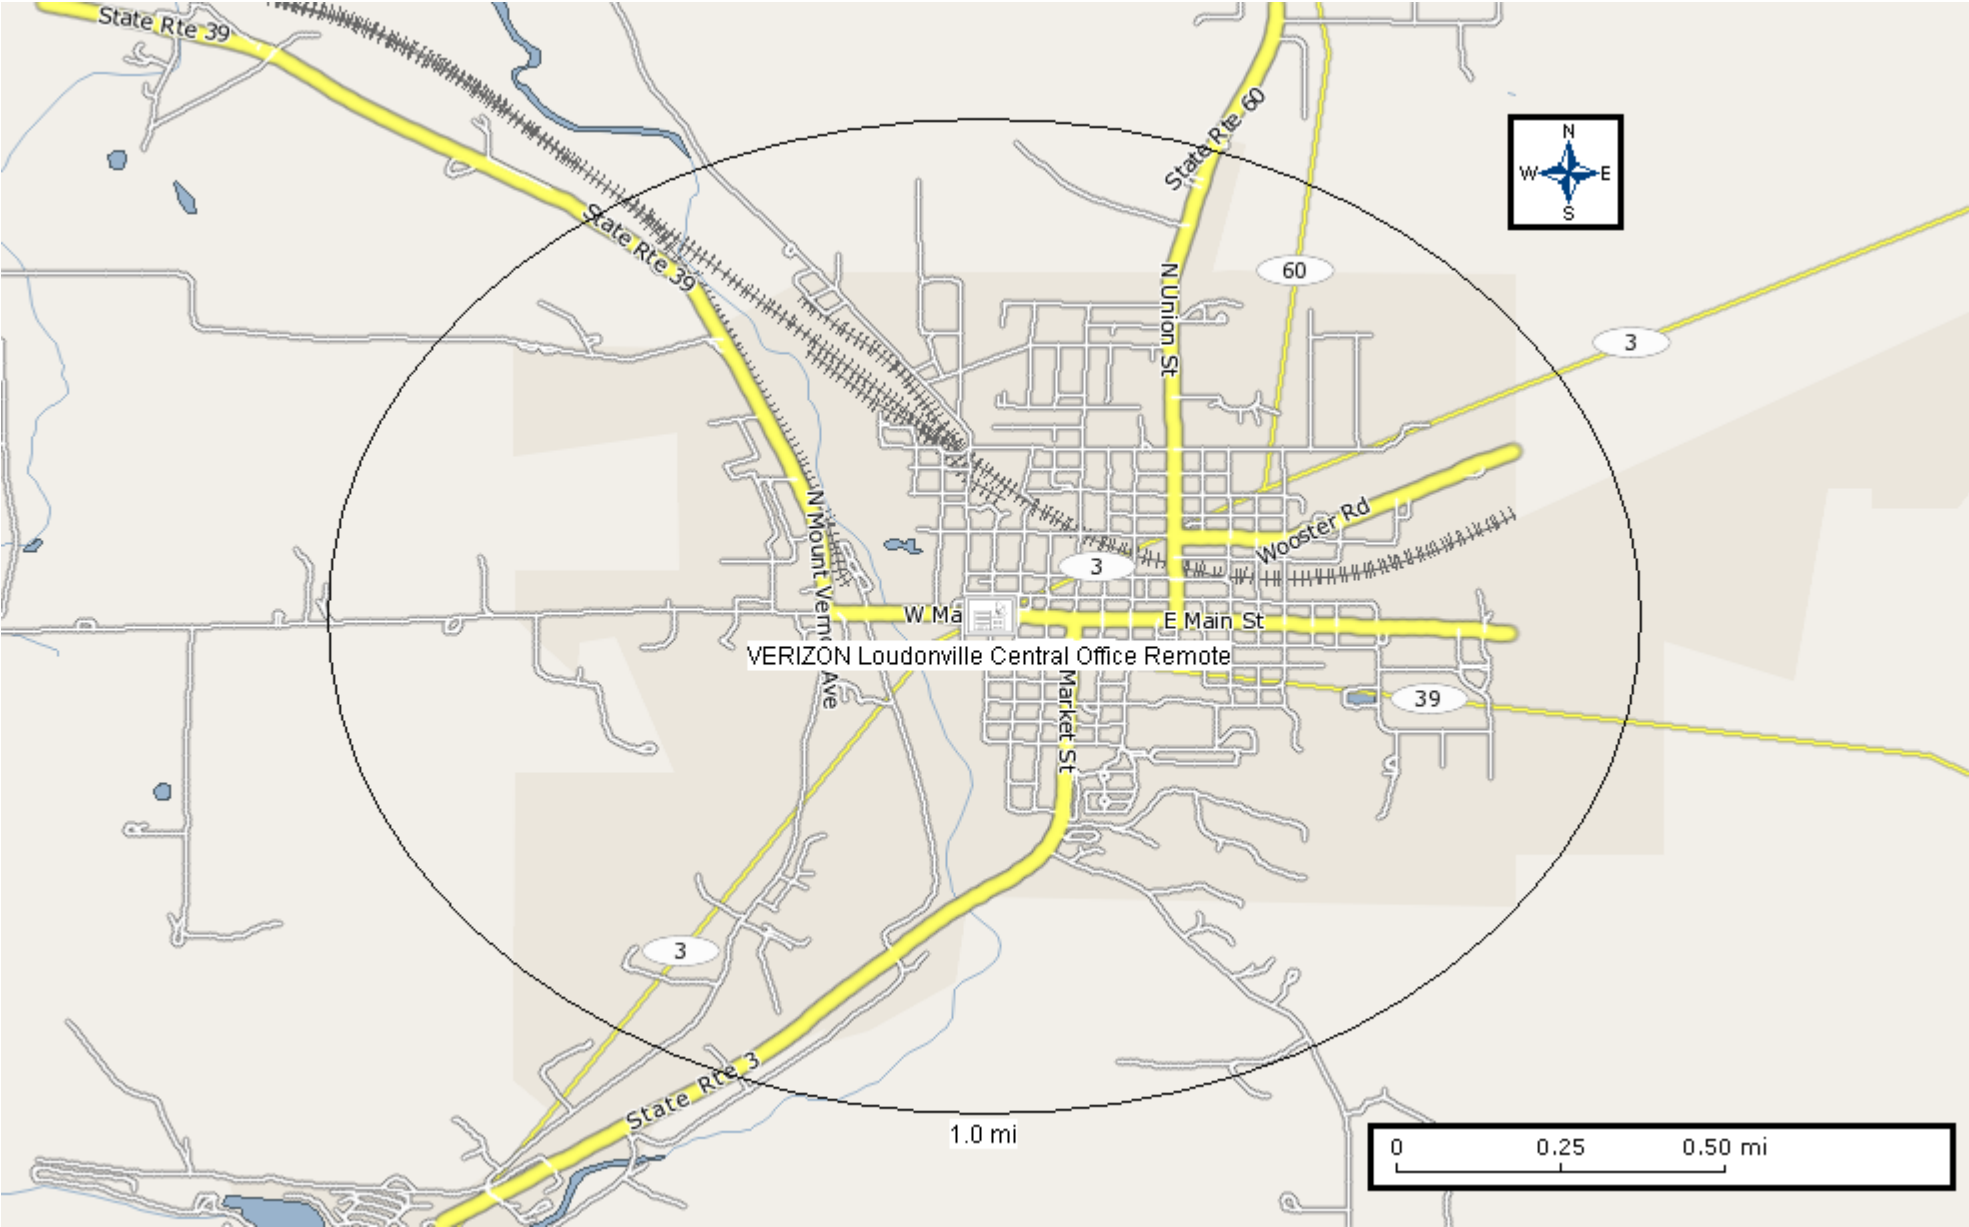 State Rte 39
State Rte 60
N
W E
S
State Rte 39
60
N Union St
3
N Mount Vern
Ave
Wooster Rd
3
W Ma
E Main St
VERIZON Loudonville Central Office Remote
Market St
39
3
State Rte 3
1.0 mi
0 0.25 0.50 mi